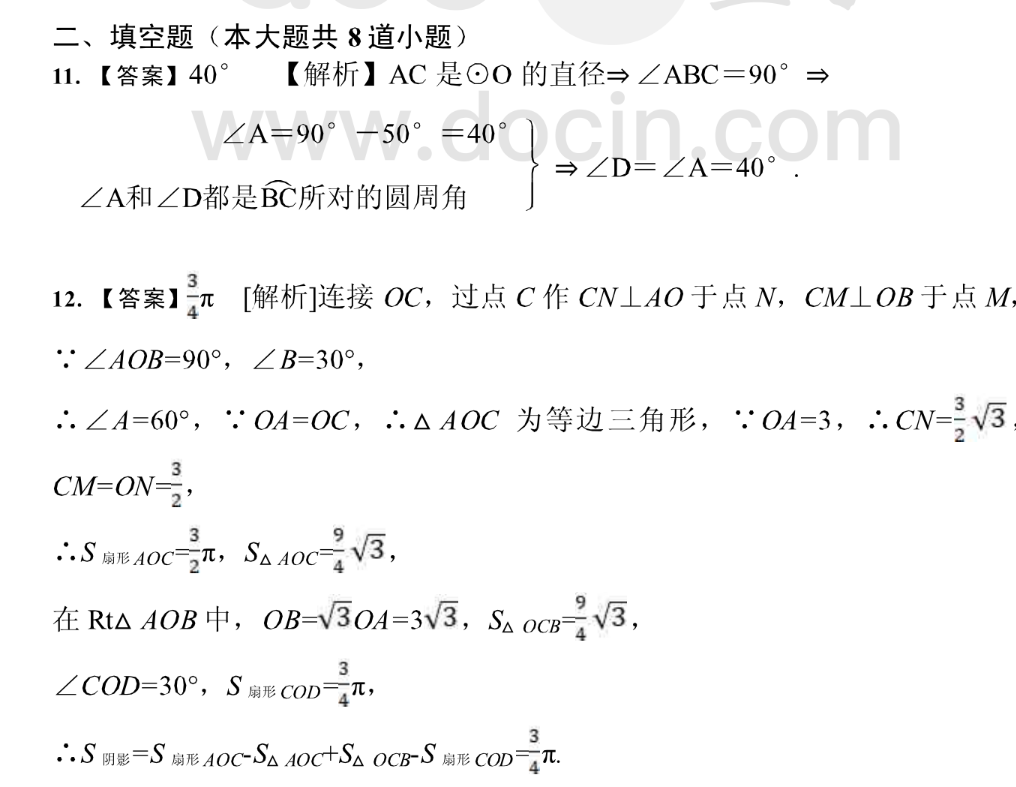 二、填空题（本大题共 8 道小题）
11. 【答案】40° 【解析】AC 是⊙O 的直径⇒∠ABC＝90°⇒
∠A＝90°－50°＝40°
∠A和∠D都是BC⌒所对的圆周角
} ⇒∠D＝∠A＝40°.
www.docin.com
12. 【答案】3/4π [解析]连接 OC，过点 C 作 CN⊥AO 于点 N，CM⊥OB 于点 M，
∵∠AOB=90°，∠B=30°，
∴∠A=60°，∵OA=OC，∴△AOC 为等边三角形，∵OA=3，∴CN=3/2√3，
CM=ON=3/2，
∴S扇形AOC=3/2π，S△AOC=9/4√3，
在 Rt△AOB 中，OB=√3OA=3√3，S△OCB=9/4√3，
∠COD=30°，S扇形COD=3/4π，
∴S阴影=S扇形AOC-S△AOC+S△OCB-S扇形COD=3/4π.